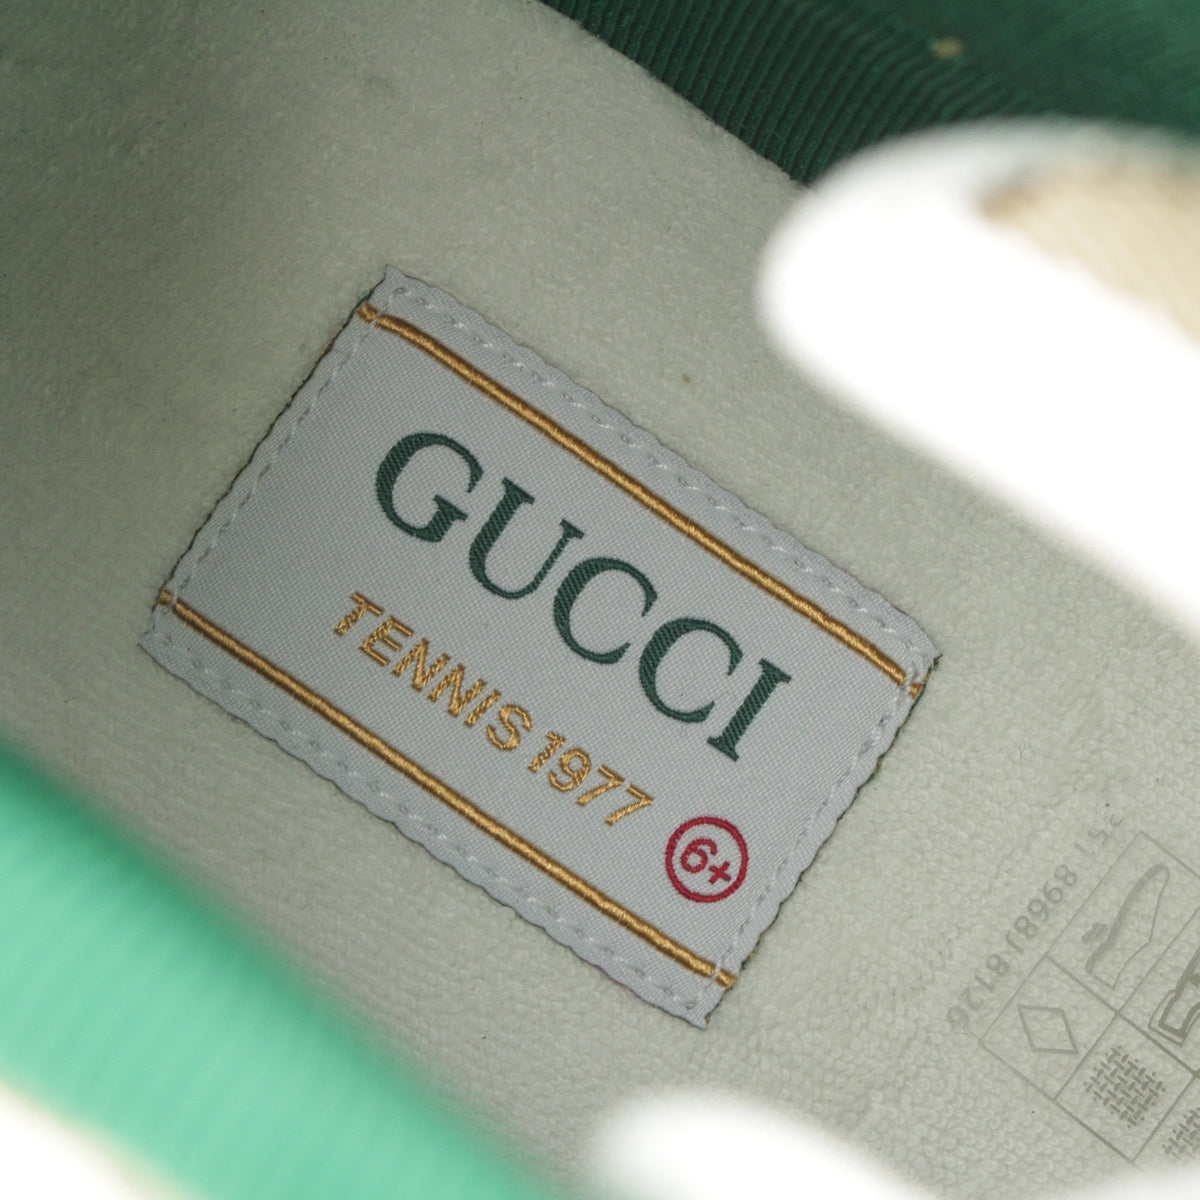 GUCCI
TENNIS 1977
6+